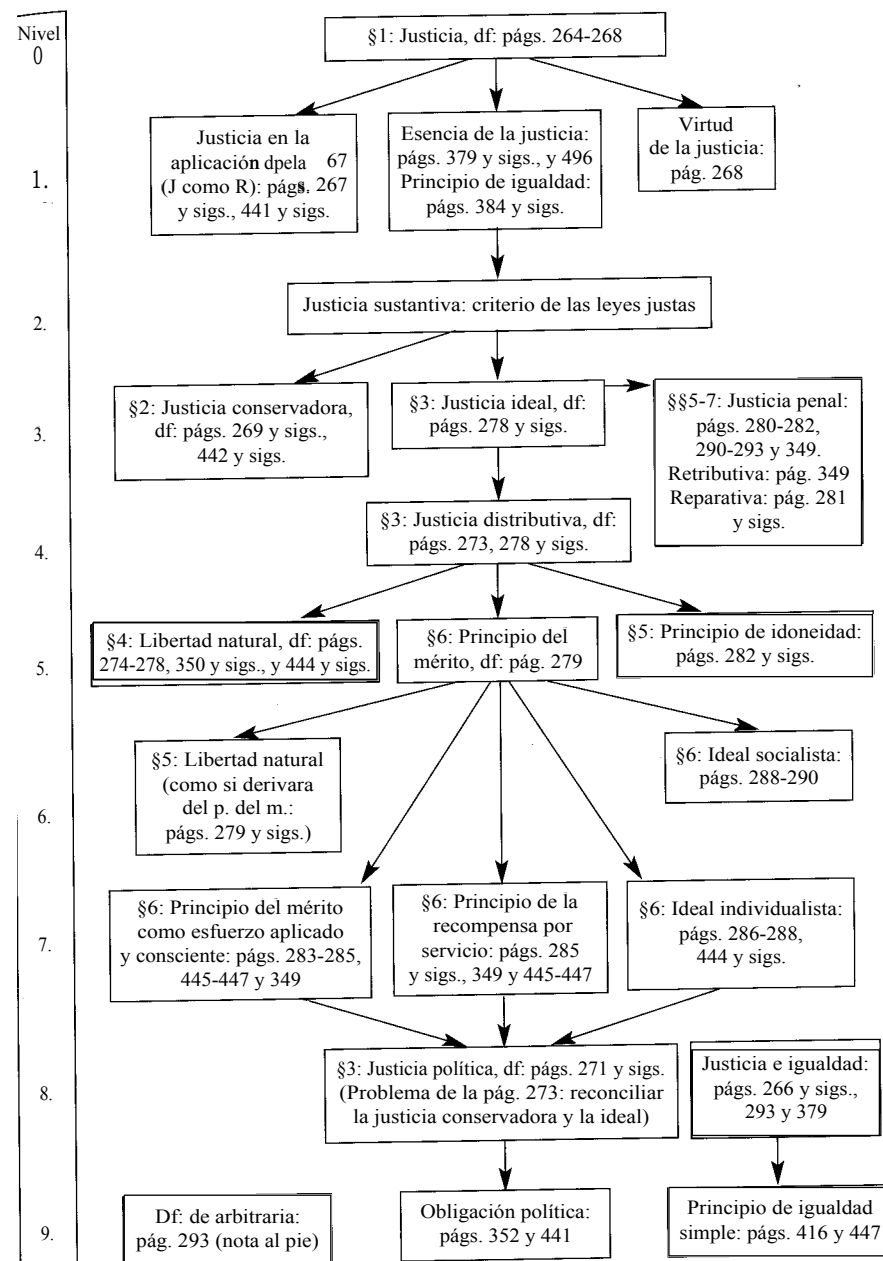 Nivel
0
§1: Justicia, df: págs. 264-268
1.
Justicia en la
aplicación dpela 67
(J como R): págs. 267
y sigs., 441 y sigs.
Esencia de la justicia:
págs. 379 y sigs., y 496
Principio de igualdad:
págs. 384 y sigs.
Virtud
de la justicia:
pág. 268
2.
Justicia sustantiva: criterio de las leyes justas
3.
§2: Justicia conservadora,
df: págs. 269 y sigs.,
442 y sigs.
§3: Justicia ideal, df:
págs. 278 y sigs.
§§5-7: Justicia penal:
págs. 280-282,
290-293 y 349.
Retributiva: pág. 349
Reparativa: pág. 281
y sigs.
4.
§3: Justicia distributiva, df:
págs. 273, 278 y sigs.
5.
§4: Libertad natural, df: págs.
274-278, 350 y sigs., y 444 y sigs.
§6: Principio del
mérito, df: pág. 279
§5: Principio de idoneidad:
págs. 282 y sigs.
6.
§5: Libertad natural
(como si derivara
del p. del m.:
págs. 279 y sigs.)
§6: Ideal socialista:
págs. 288-290
7.
§6: Principio del mérito
como esfuerzo aplicado
y consciente: págs. 283-285,
445-447 y 349
§6: Principio de la
recompensa por
servicio: págs. 285
y sigs., 349 y 445-447
§6: Ideal individualista:
págs. 286-288,
444 y sigs.
8.
§3: Justicia política, df: págs. 271 y sigs.
(Problema de la pág. 273: reconciliar
la justicia conservadora y la ideal)
Justicia e igualdad:
págs. 266 y sigs.,
293 y 379
9.
Df: de arbitraria:
pág. 293 (nota al pie)
Obligación política:
págs. 352 y 441
Principio de igualdad
simple: págs. 416 y 447